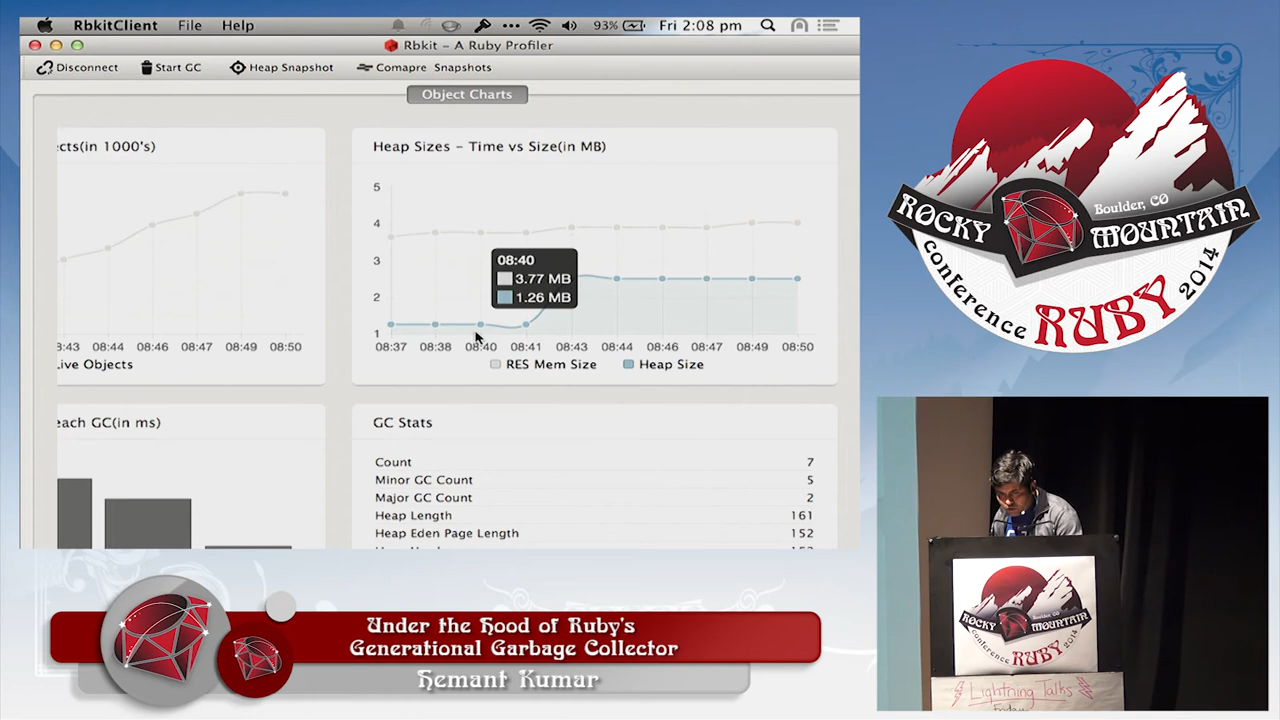 RbkitClient File Help 93% Fri 2:08 pm
Rbkit - A Ruby Profiler
Disconnect Start GC Heap Snapshot Comapre Snapshots
Object Charts
cts(in 1000's)
8:43 08:44 08:46 08:47 08:49 08:50
Live Objects
Heap Sizes - Time vs Size(in MB)
5
4
3
2
1
08:40
3.77 MB
1.26 MB
08:37 08:38 08:40 08:41 08:43 08:44 08:46 08:47 08:49 08:50
RES Mem Size Heap Size
each GC(in ms)
GC Stats
Count 7
Minor GC Count 5
Major GC Count 2
Heap Length 161
Heap Eden Page Length 152
Boulder, CO
ROCKY MOUNTAIN
conference RUBY 2014
Under the Hood of Ruby's
Generational Garbage Collector
Hemant Kumar
Boulder, CO
ROCKY MOUNTAIN
conference RUBY 2014
Lightning Talks